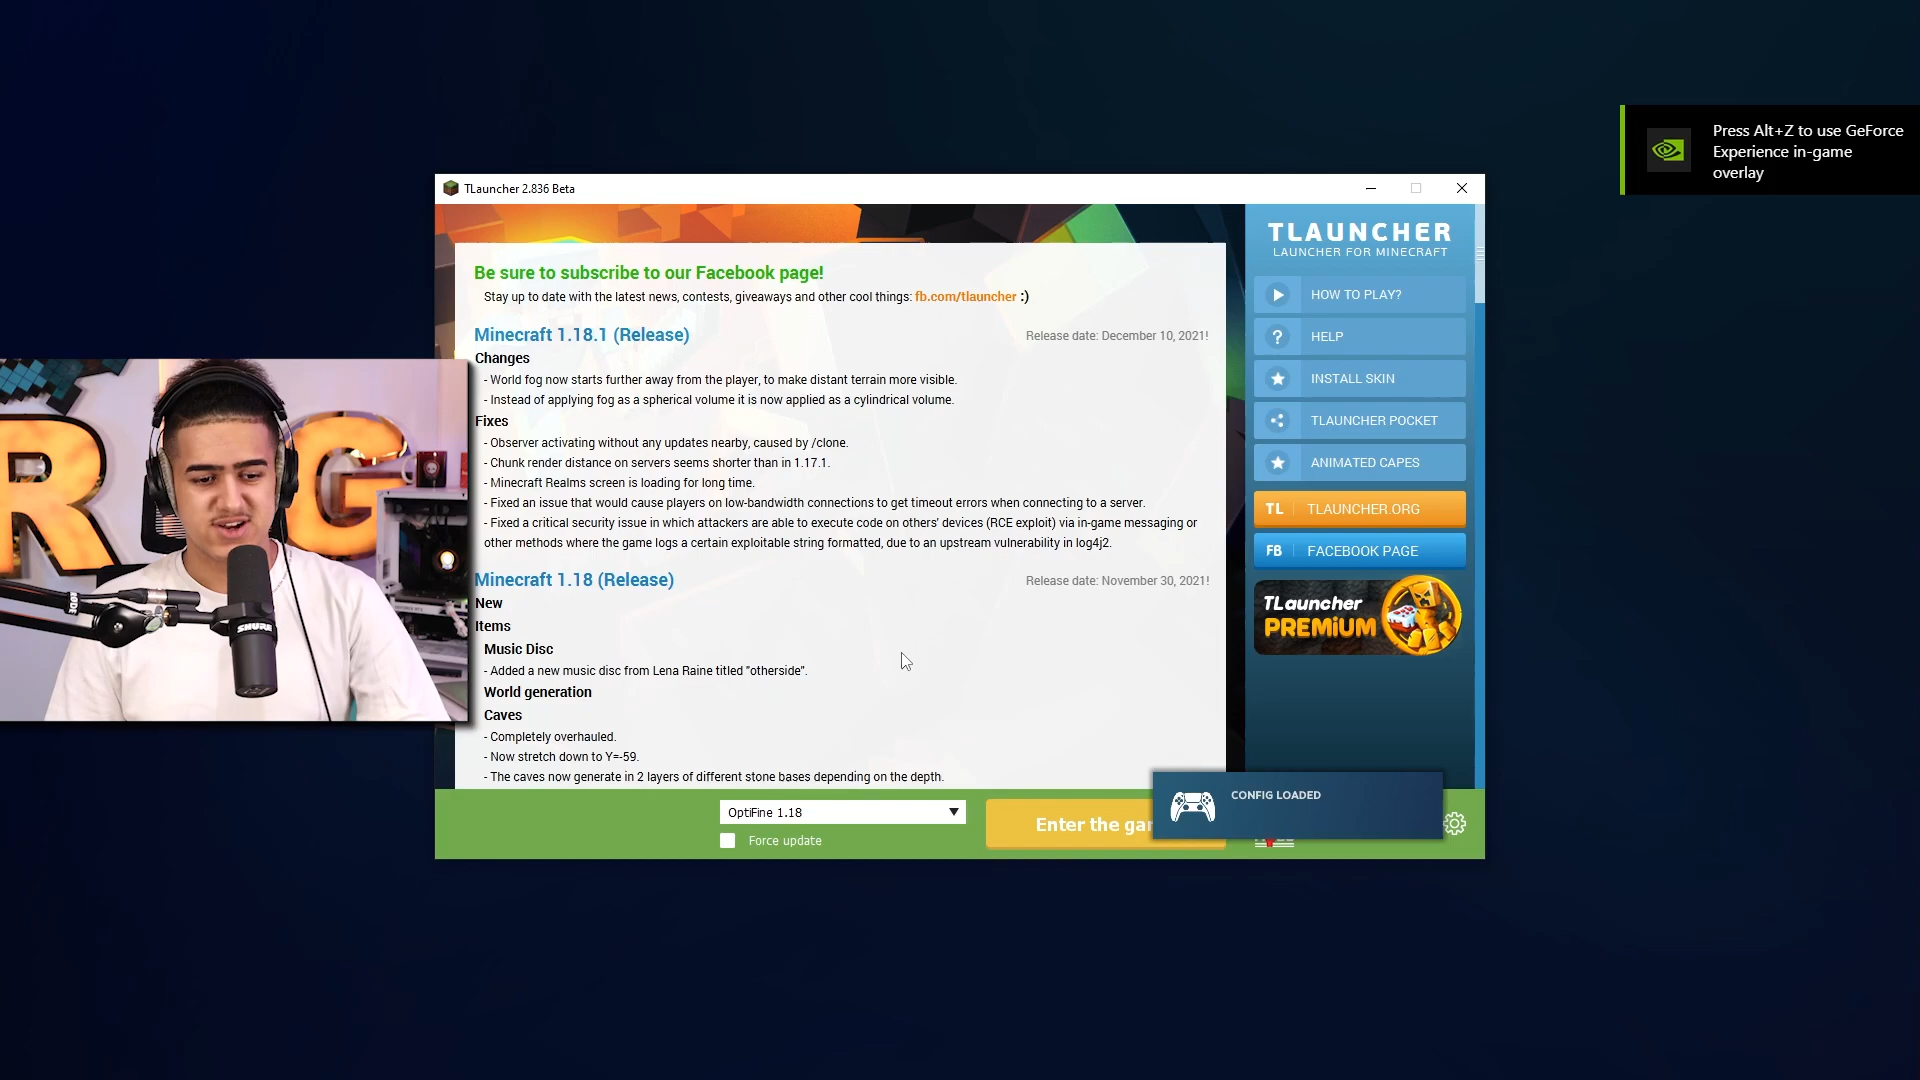 Press Alt+Z to use GeForce
Experience in-game
overlay
TLauncher 2.836 Beta
Be sure to subscribe to our Facebook page!
Stay up to date with the latest news, contests, giveaways and other cool things: fb.com/tlauncher :)
Minecraft 1.18.1 (Release)
Release date: December 10, 2021!
Changes
- World fog now starts further away from the player, to make distant terrain more visible.
- Instead of applying fog as a spherical volume it is now applied as a cylindrical volume.
Fixes
- Observer activating without any updates nearby, caused by /clone.
- Chunk render distance on servers seems shorter than in 1.17.1.
- Minecraft Realms screen is loading for long time.
- Fixed an issue that would cause players on low-bandwidth connections to get timeout errors when connecting to a server.
- Fixed a critical security issue in which attackers are able to execute code on others' devices (RCE exploit) via in-game messaging or
other methods where the game logs a certain exploitable string formatted, due to an upstream vulnerability in log4j2.
Minecraft 1.18 (Release)
Release date: November 30, 2021!
New
Items
Music Disc
- Added a new music disc from Lena Raine titled "otherside".
World generation
Caves
- Completely overhauled.
- Now stretch down to Y=-59.
- The caves now generate in 2 layers of different stone bases depending on the depth.
TLAUNCHER
LAUNCHER FOR MINECRAFT
HOW TO PLAY?
? HELP
INSTALL SKIN
TLAUNCHER POCKET
ANIMATED CAPES
TL TLAUNCHER.ORG
FB FACEBOOK PAGE
TLauncher
PREMIUM
OptiFine 1.18
Force update
Enter the gam
CONFIG LOADED
R G
RODE
SHURE